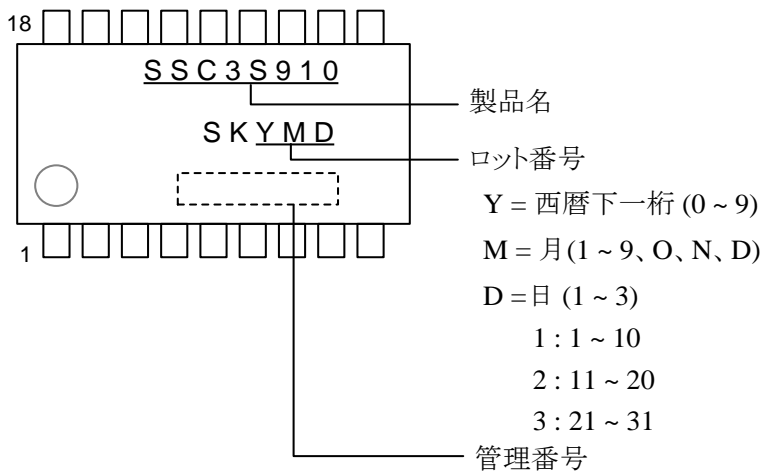 18
SSC3S910
製品名
SKYMD
ロット番号
Y = 西暦下一桁 (0 ~ 9)
1
M = 月(1 ~ 9、O、N、D)
D =日 (1 ~ 3)
1 : 1 ~ 10
2 : 11 ~ 20
3 : 21 ~ 31
管理番号